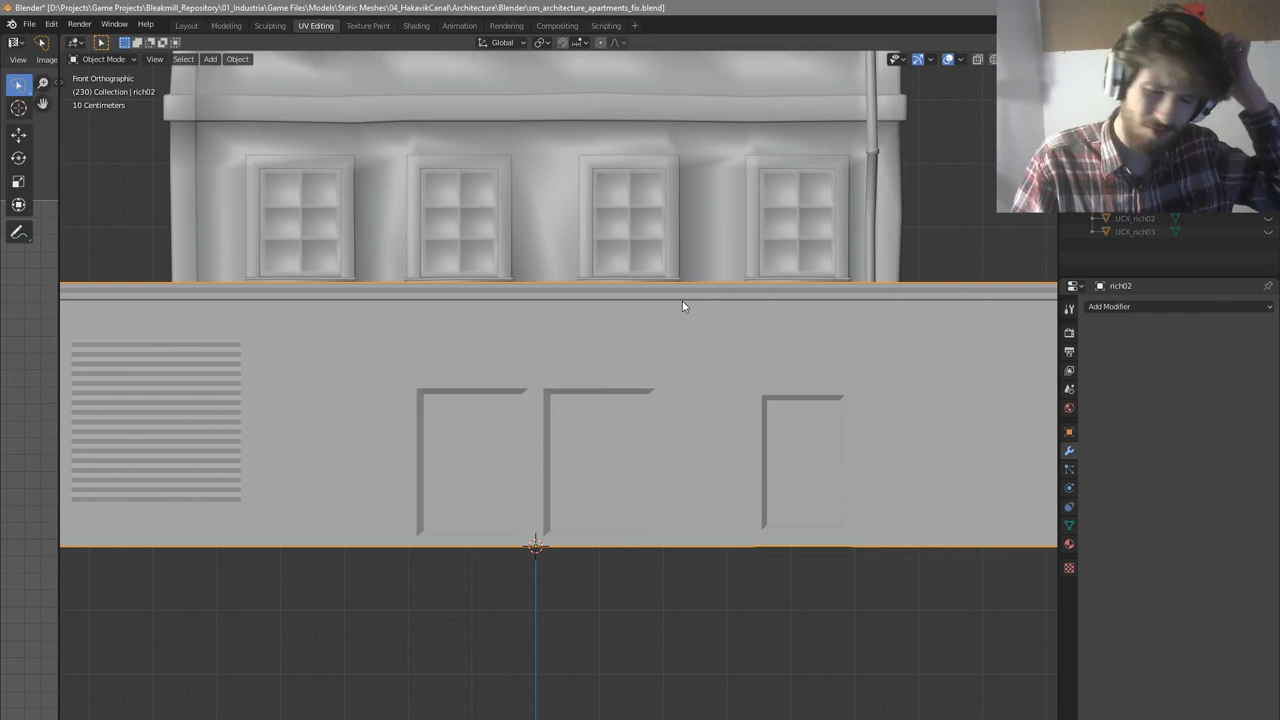 Blender* [D:\Projects\Game Projects\Bleakmill_Repository\01_Industria\Game Files\Models\Static Meshes\04_HakavikCanal\Architecture\Blender\sm_architecture_apartments_fix.blend]
File Edit Render Window Help Layout Modeling Sculpting UV Editing Texture Paint Shading Animation Rendering Compositing Scripting
Global
View Image Object Mode View Select Add Object
Front Orthographic
(230) Collection | rich02
10 Centimeters
UCX_rich02
UCX_rich03
rich02
Add Modifier